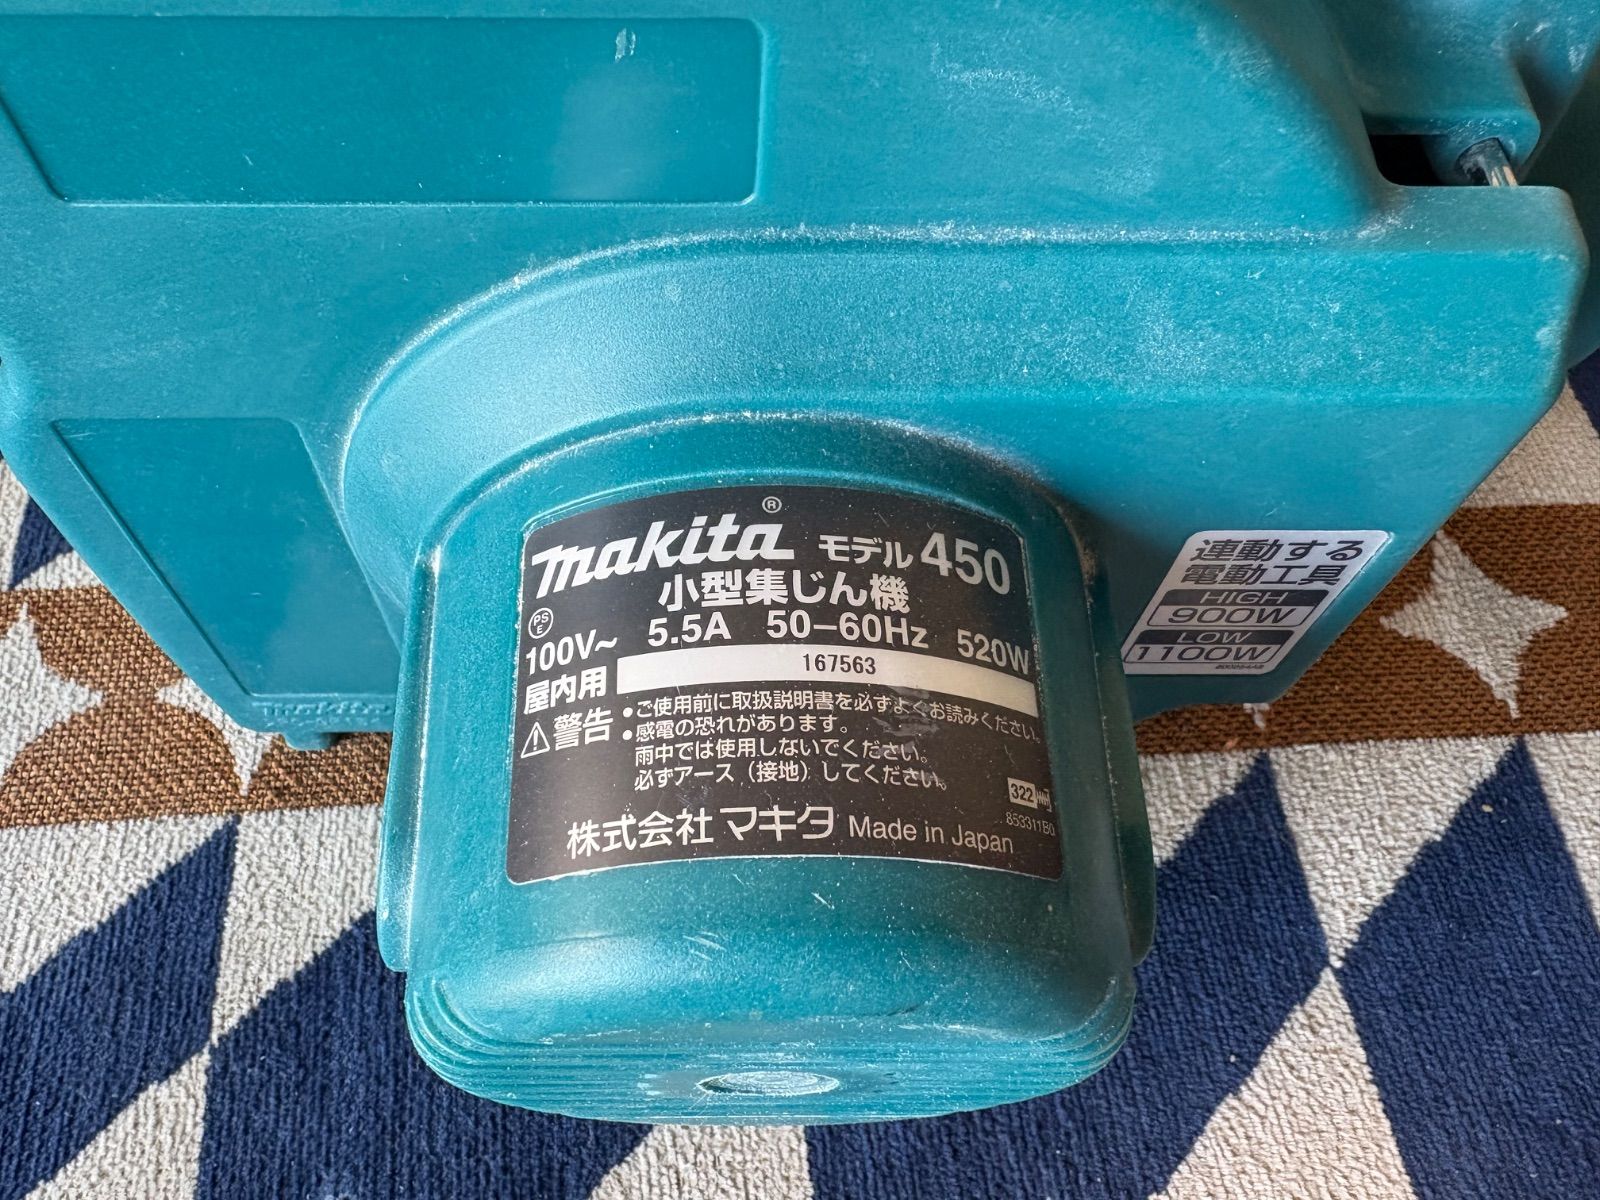 makita® モデル 450
小型集じん機
PS E
100V~ 5.5A 50-60Hz 520W
屋内用 167563
警告 •ご使用前に取扱説明書を必ずよくお読みください。
•感電の恐れがあります。
雨中では使用しないでください。
必ずアース（接地）してください。
322
853311B0
株式会社 マキタ Made in Japan
連動する
電動工具
HIGH
900W
LOW
1100W
makita